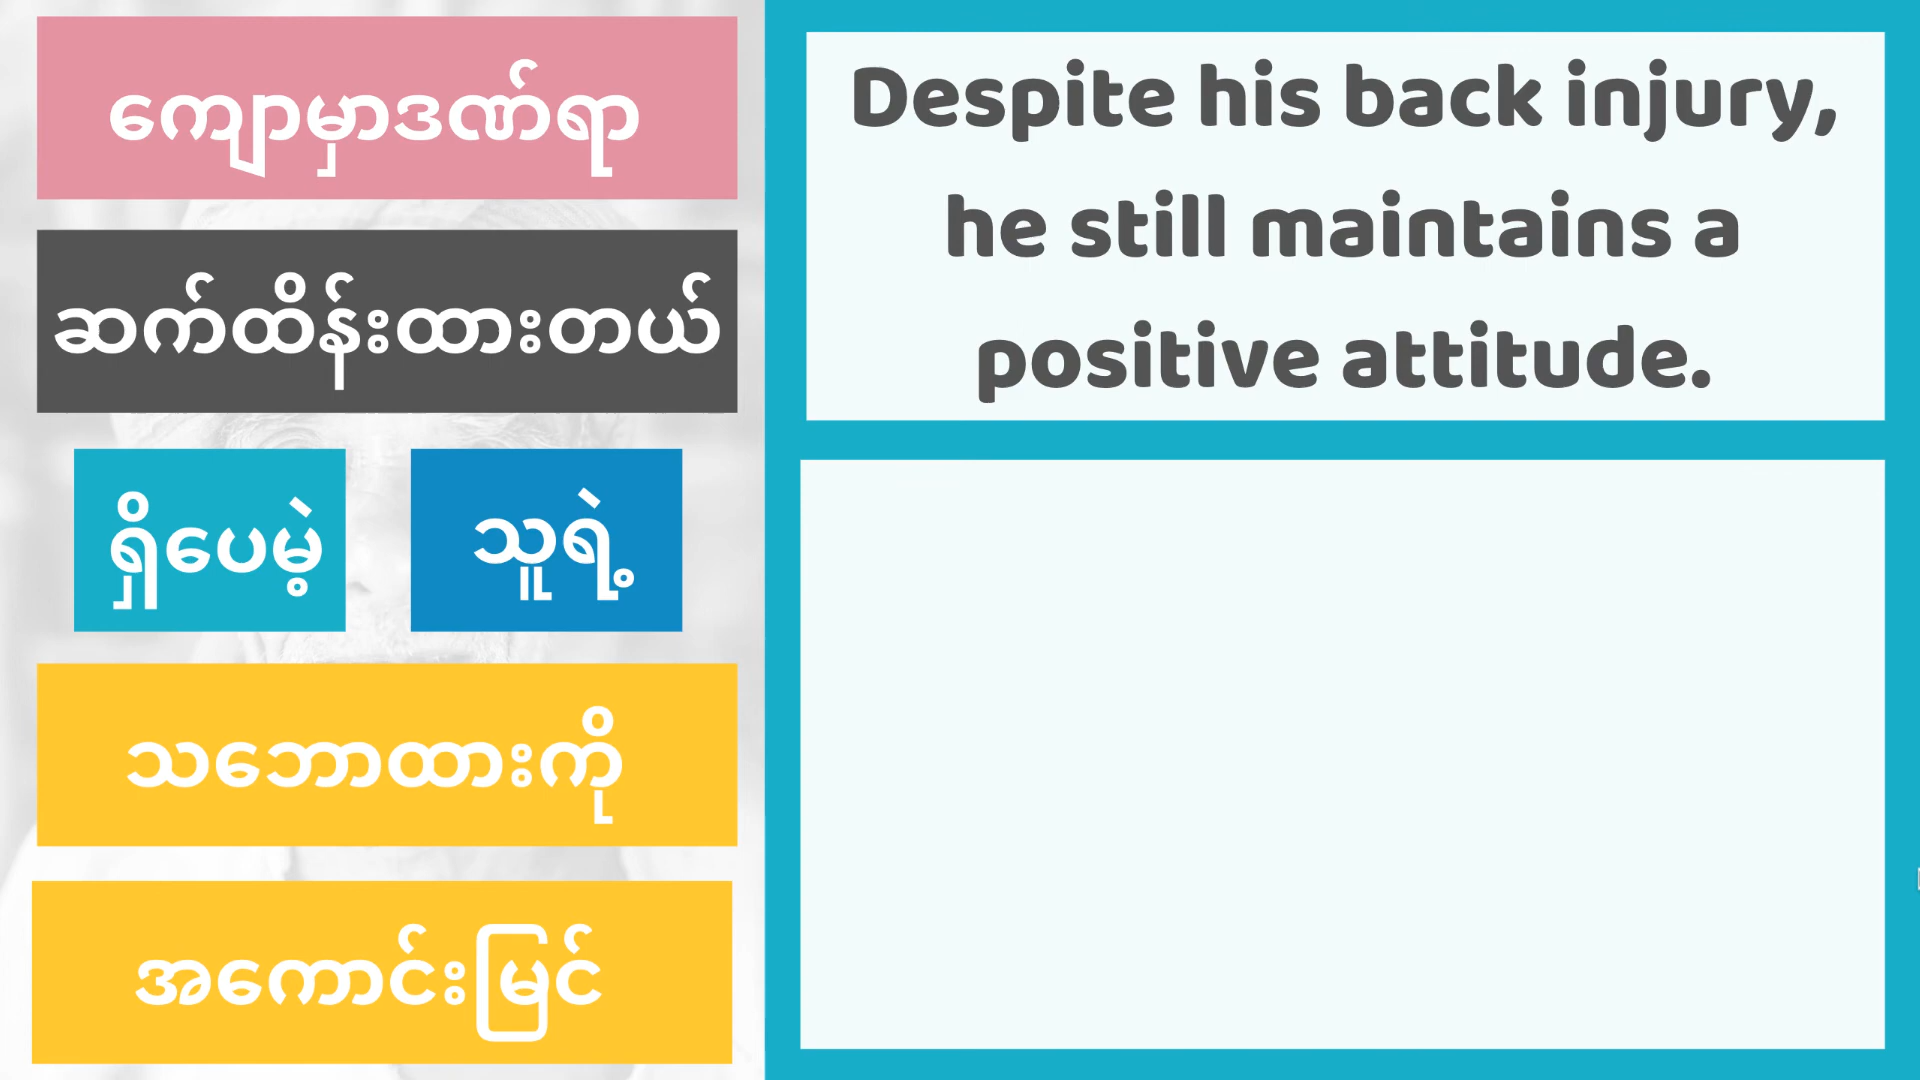 ကျောမှာဒဏ်ရာ
ဆက်ထိန်းထားတယ်
ရှိပေမဲ့
သူရဲ့
သဘောထားကို
အကောင်းမြင်
Despite his back injury,
he still maintains a
positive attitude.